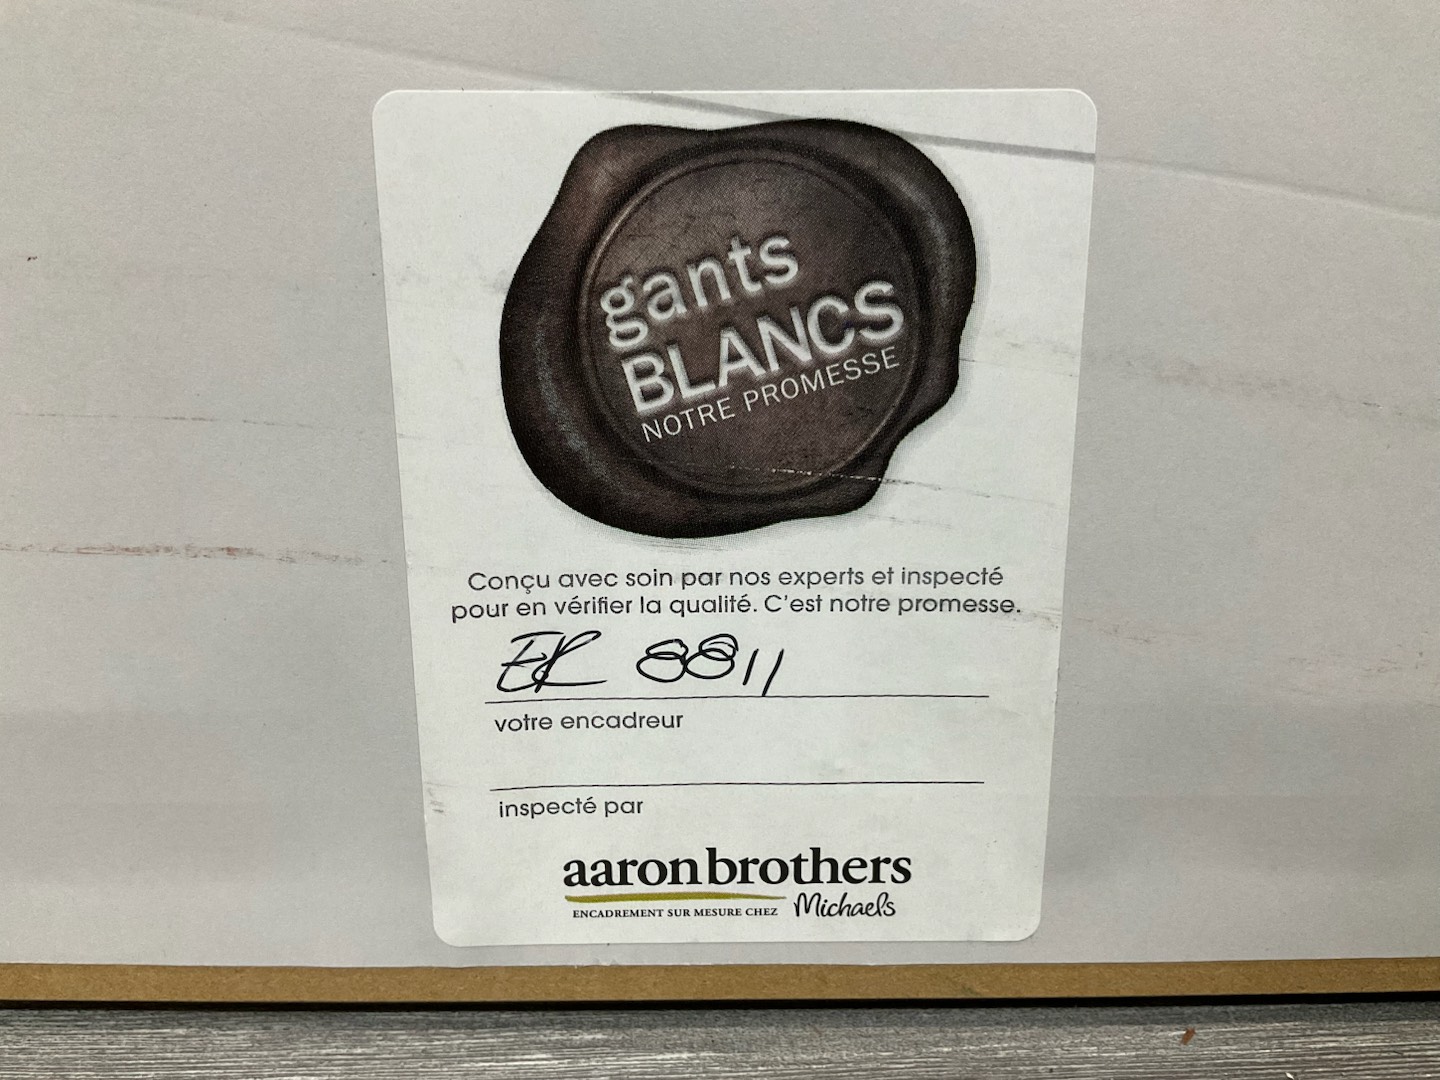 gants
BLANCS
NOTRE PROMESSE
Conçu avec soin par nos experts et inspecté
pour en vérifier la qualité. C'est notre promesse.
ER 8811
votre encadreur
inspecté par
aaronbrothers
ENCADREMENT SUR MESURE CHEZ Michaels